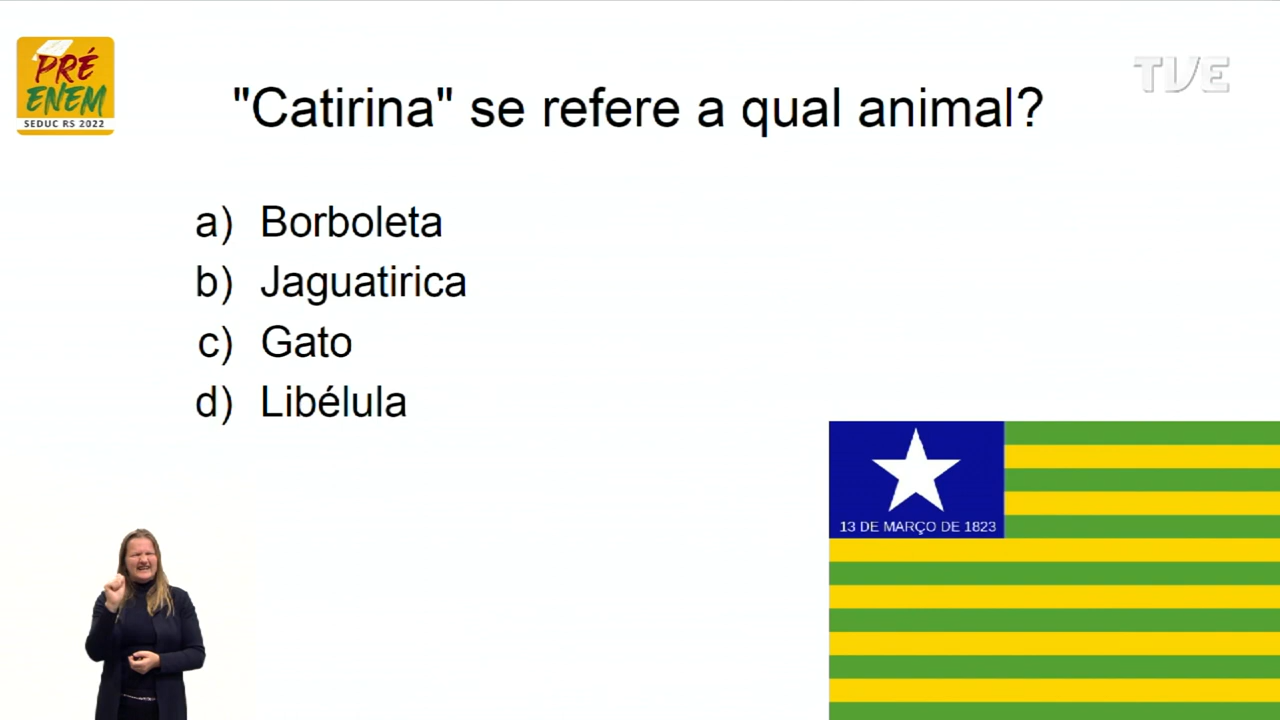 PRÉ
ENEM
SEDUC RS 2022
TVE
"Catirina" se refere a qual animal?
a) Borboleta
b) Jaguatirica
c) Gato
d) Libélula
13 DE MARÇO DE 1823